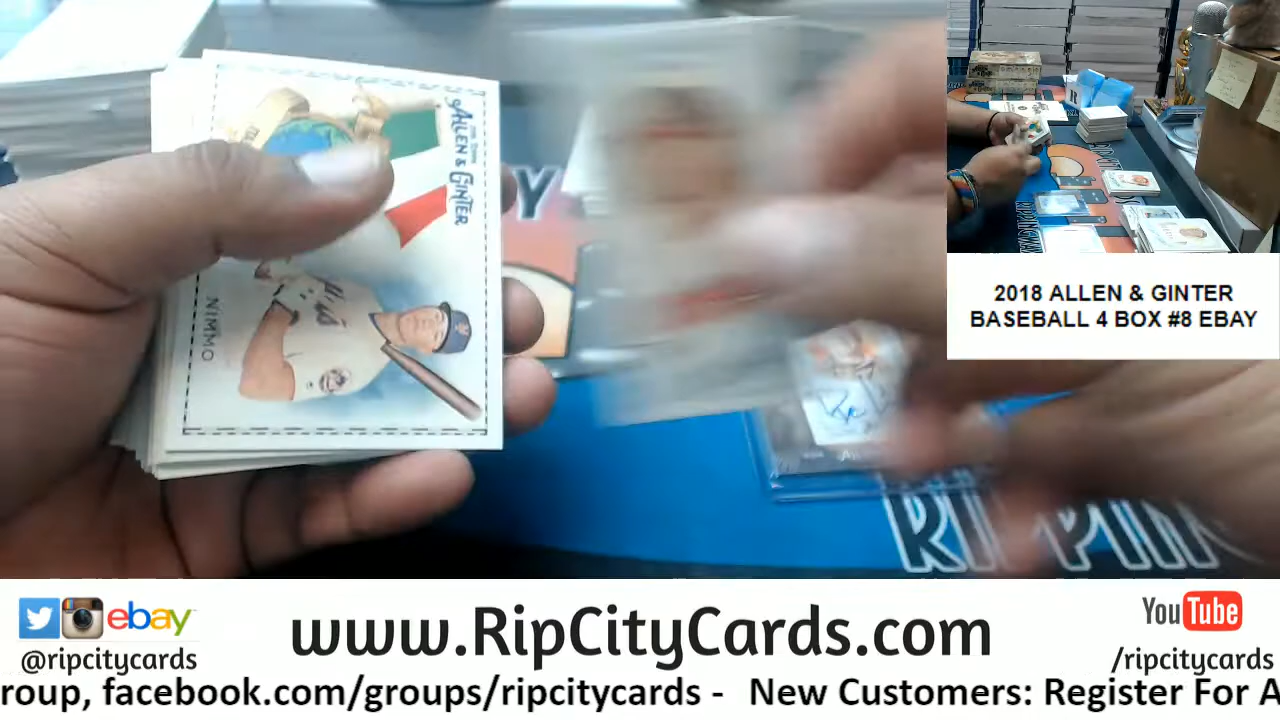 ALLEN & GINTER
NIMMO
Y
RIPPIN
2018 ALLEN & GINTER
BASEBALL 4 BOX #8 EBAY
ebay
@ripcitycards
www.RipCityCards.com
YouTube
/ripcitycards
roup, facebook.com/groups/ripcitycards - New Customers: Register For A